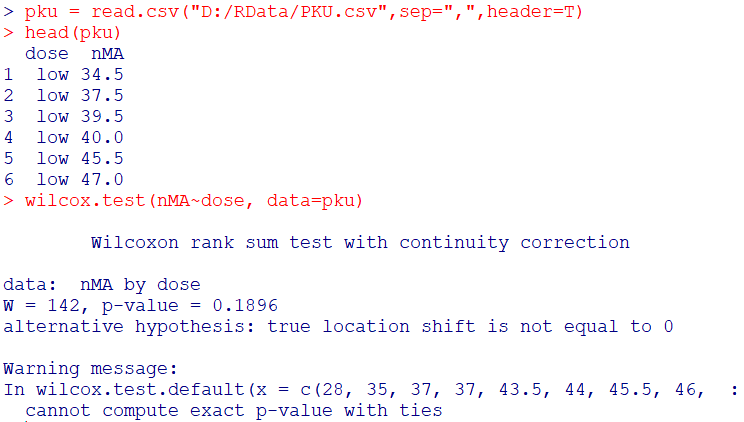 > pku = read.csv("D:/RData/PKU.csv",sep=",",header=T)
> head(pku)
  dose  nMA
1  low 34.5
2  low 37.5
3  low 39.5
4  low 40.0
5  low 45.5
6  low 47.0
> wilcox.test(nMA~dose, data=pku)
        Wilcoxon rank sum test with continuity correction
data:  nMA by dose
W = 142, p-value = 0.1896
alternative hypothesis: true location shift is not equal to 0
Warning message:
In wilcox.test.default(x = c(28, 35, 37, 37, 43.5, 44, 45.5, 46,  :
  cannot compute exact p-value with ties